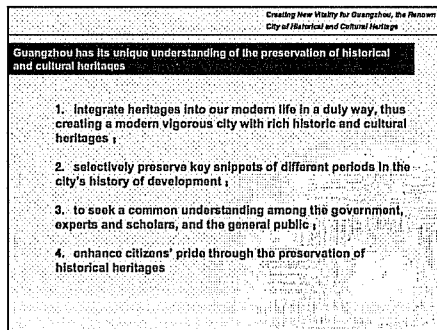 Creating New Vitality for Guangzhou, the Renown
City of Historical and Cultural Heritage
Guangzhou has its unique understanding of the preservation of historical
and cultural heritages
1. integrate heritages into our modern life in a duly way, thus
creating a modern vigorous city with rich historic and cultural
heritages ;
2. selectively preserve key snippets of different periods in the
city's history of development ;
3. to seek a common understanding among the government,
experts and scholars, and the general public ;
4. enhance citizens' pride through the preservation of
historical heritages